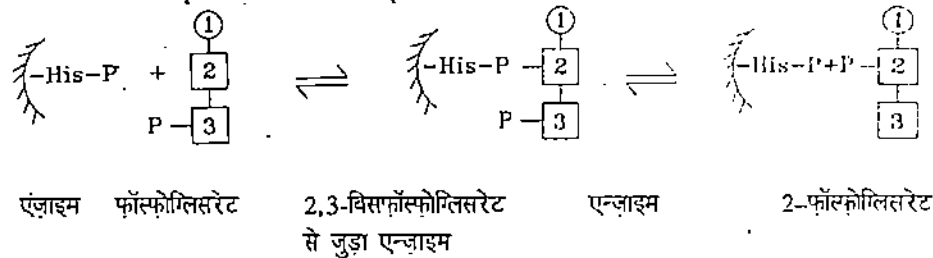 1 1 1
-His-P + 2 -His-P - 2 -His-P+P - 2
P - 3 P - 3 3
एंज़ाइम फ़ॉस्फ़ोग्लिसरेट 2,3-विसफ़ॉस्फ़ोग्लिसरेट एन्ज़ाइम 2-फ़ॉस्फ़ोग्लिसरेट
से जुड़ा एन्ज़ाइम